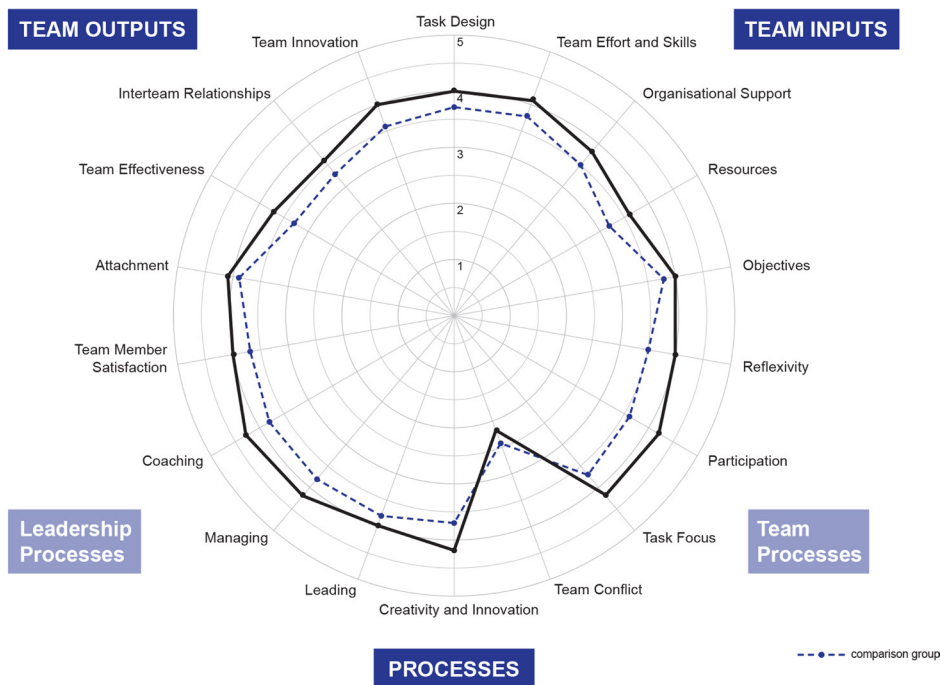 TEAM OUTPUTS
Task Design
TEAM INPUTS
Team Innovation
Team Effort and Skills
Interteam Relationships
Organisational Support
Team Effectiveness
Resources
Attachment
Objectives
Team Member
Satisfaction
Reflexivity
Coaching
Participation
Managing
Task Focus
Leading
Team Conflict
Creativity and Innovation
5
4
3
2
1
Leadership
Processes
Team
Processes
PROCESSES
comparison group